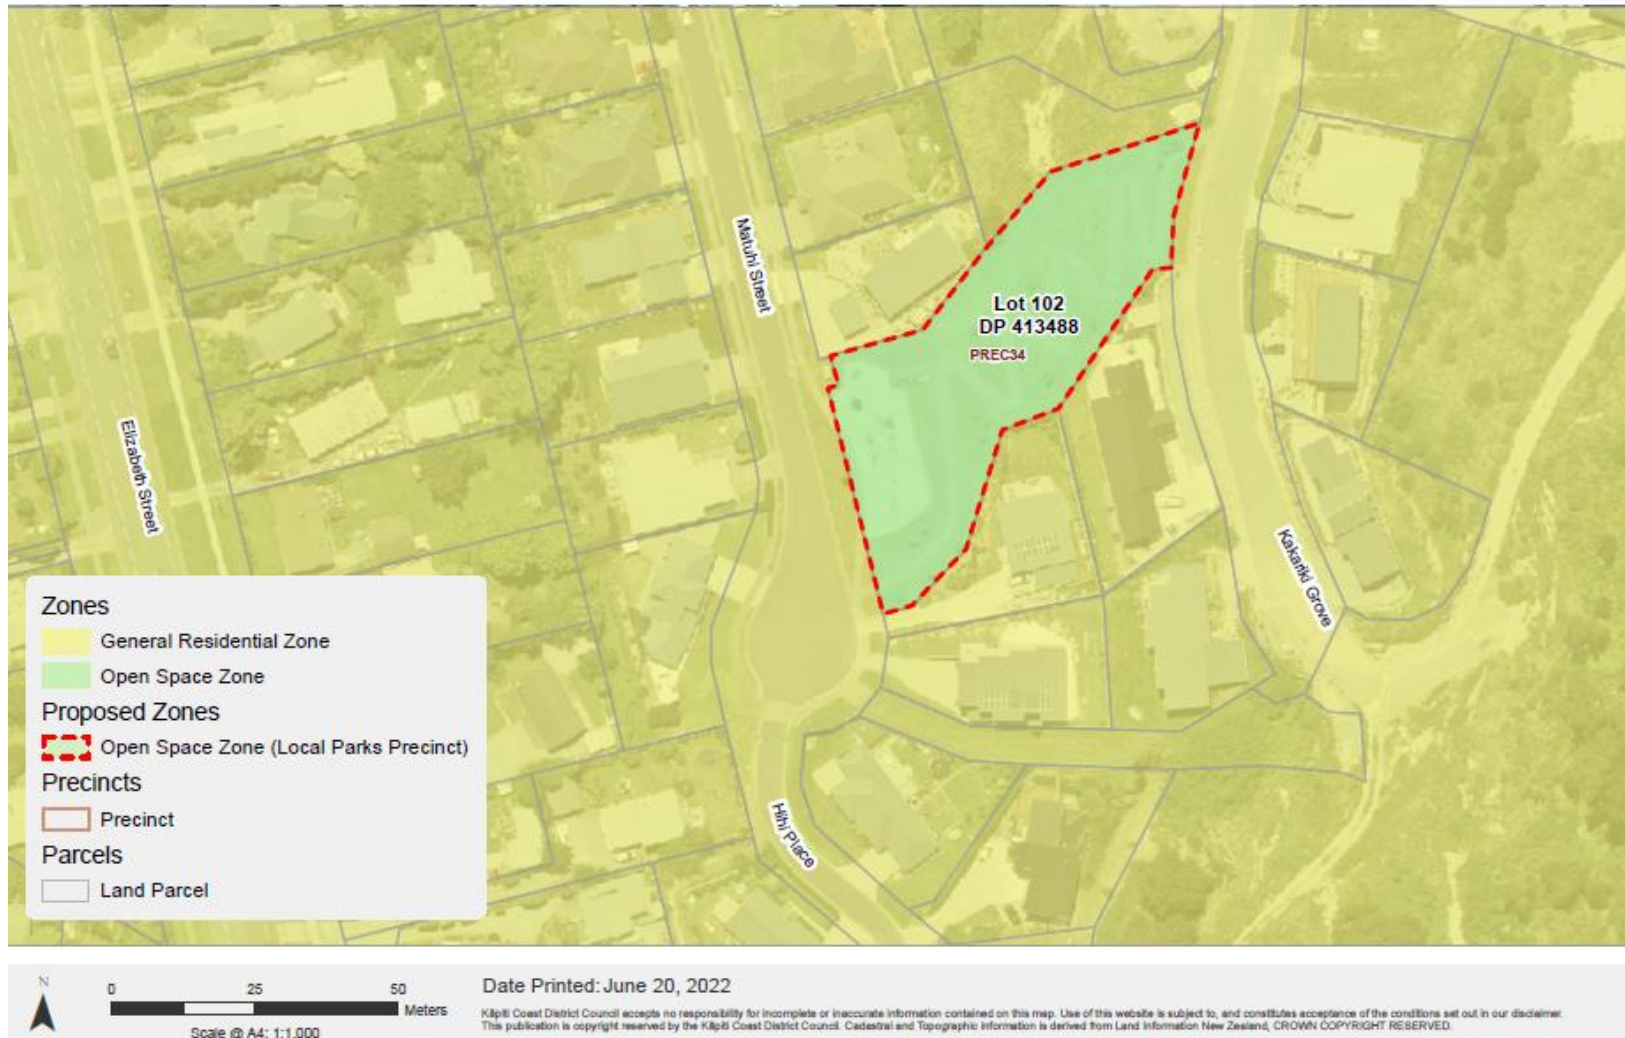 Matuhi Street
Lot 102
DP 413488
PREC34
Elizabeth Street
Kakariki Grove
Hihi Place
Zones
General Residential Zone
Open Space Zone
Proposed Zones
Open Space Zone (Local Parks Precinct)
Precincts
Precinct
Parcels
Land Parcel
N
0 25 50
Meters
Scale @ A4: 1:1,000
Date Printed: June 20, 2022
Kāpiti Coast District Council accepts no responsibility for incomplete or inaccurate information contained on this map. Use of this website is subject to, and constitutes acceptance of the conditions set out in our disclaimer.
This publication is copyright reserved by the Kāpiti Coast District Council. Cadastral and Topographic information is derived from Land Information New Zealand, CROWN COPYRIGHT RESERVED.